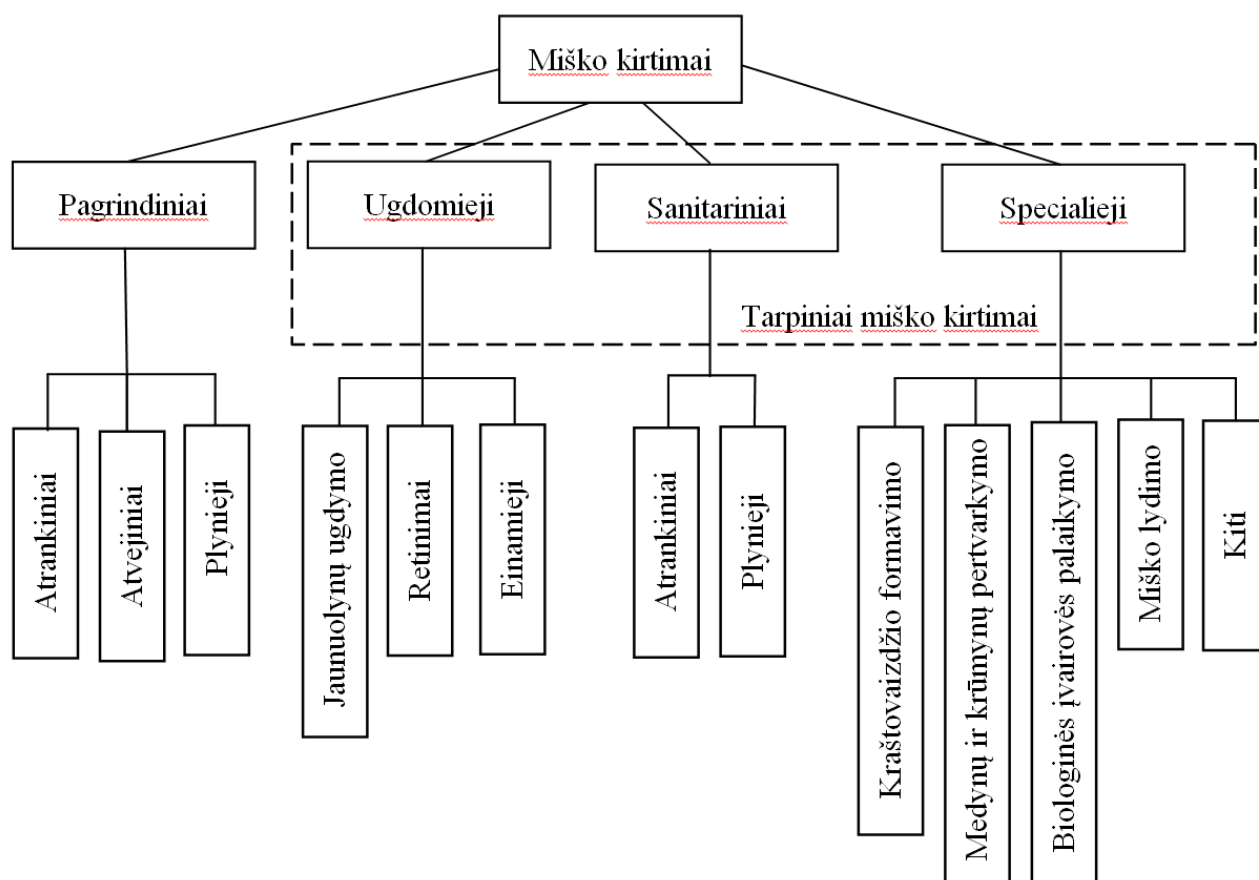 Miško kirtimai
Pagrindiniai
Ugdomieji
Sanitariniai
Specialieji
Tarpiniai miško kirtimai
Atrankiniai
Atvejiniai
Plynieji
Jaunuolynų ugdymo
Retinimai
Einamieji
Atrankiniai
Plynieji
Kraštovaizdžio formavimo
Medynų ir krūmynų pertvarkymo
Biologinės įvairovės palaikymo
Miško lydimo
Kiti